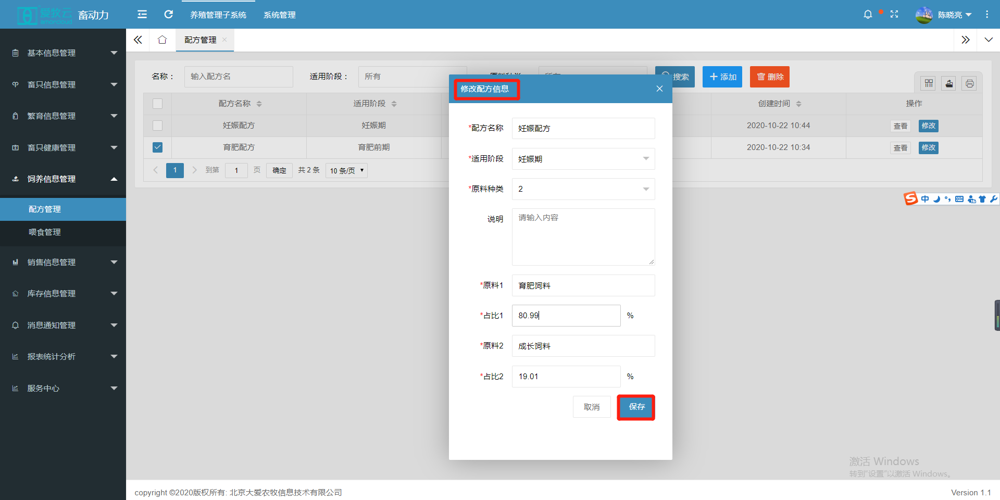 爱牧云
amorcloud
畜动力
养殖管理子系统
系统管理
陈晓亮
基本信息管理
畜只信息管理
繁育信息管理
畜只健康管理
饲养信息管理
配方管理
喂食管理
销售信息管理
库存信息管理
消息通知管理
报表统计分析
服务中心
配方管理
名称：
输入配方名
适用阶段：
所有
搜索
添加
删除
配方名称
适用阶段
创建时间
操作
妊娠配方
妊娠期
2020-10-22 10:44
查看
修改
育肥配方
育肥前期
2020-10-22 10:34
查看
修改
1
到第
1
页
确定
共 2 条
10 条/页
修改配方信息
*配方名称
妊娠配方
*适用阶段
妊娠期
*原料种类
2
说明
请输入内容
*原料1
育肥饲料
*占比1
80.99
%
*原料2
成长饲料
*占比2
19.01
%
取消
保存
中
激活 Windows
转到"设置"以激活 Windows。
copyright ©2020版权所有: 北京大爱农牧信息技术有限公司
Version 1.1